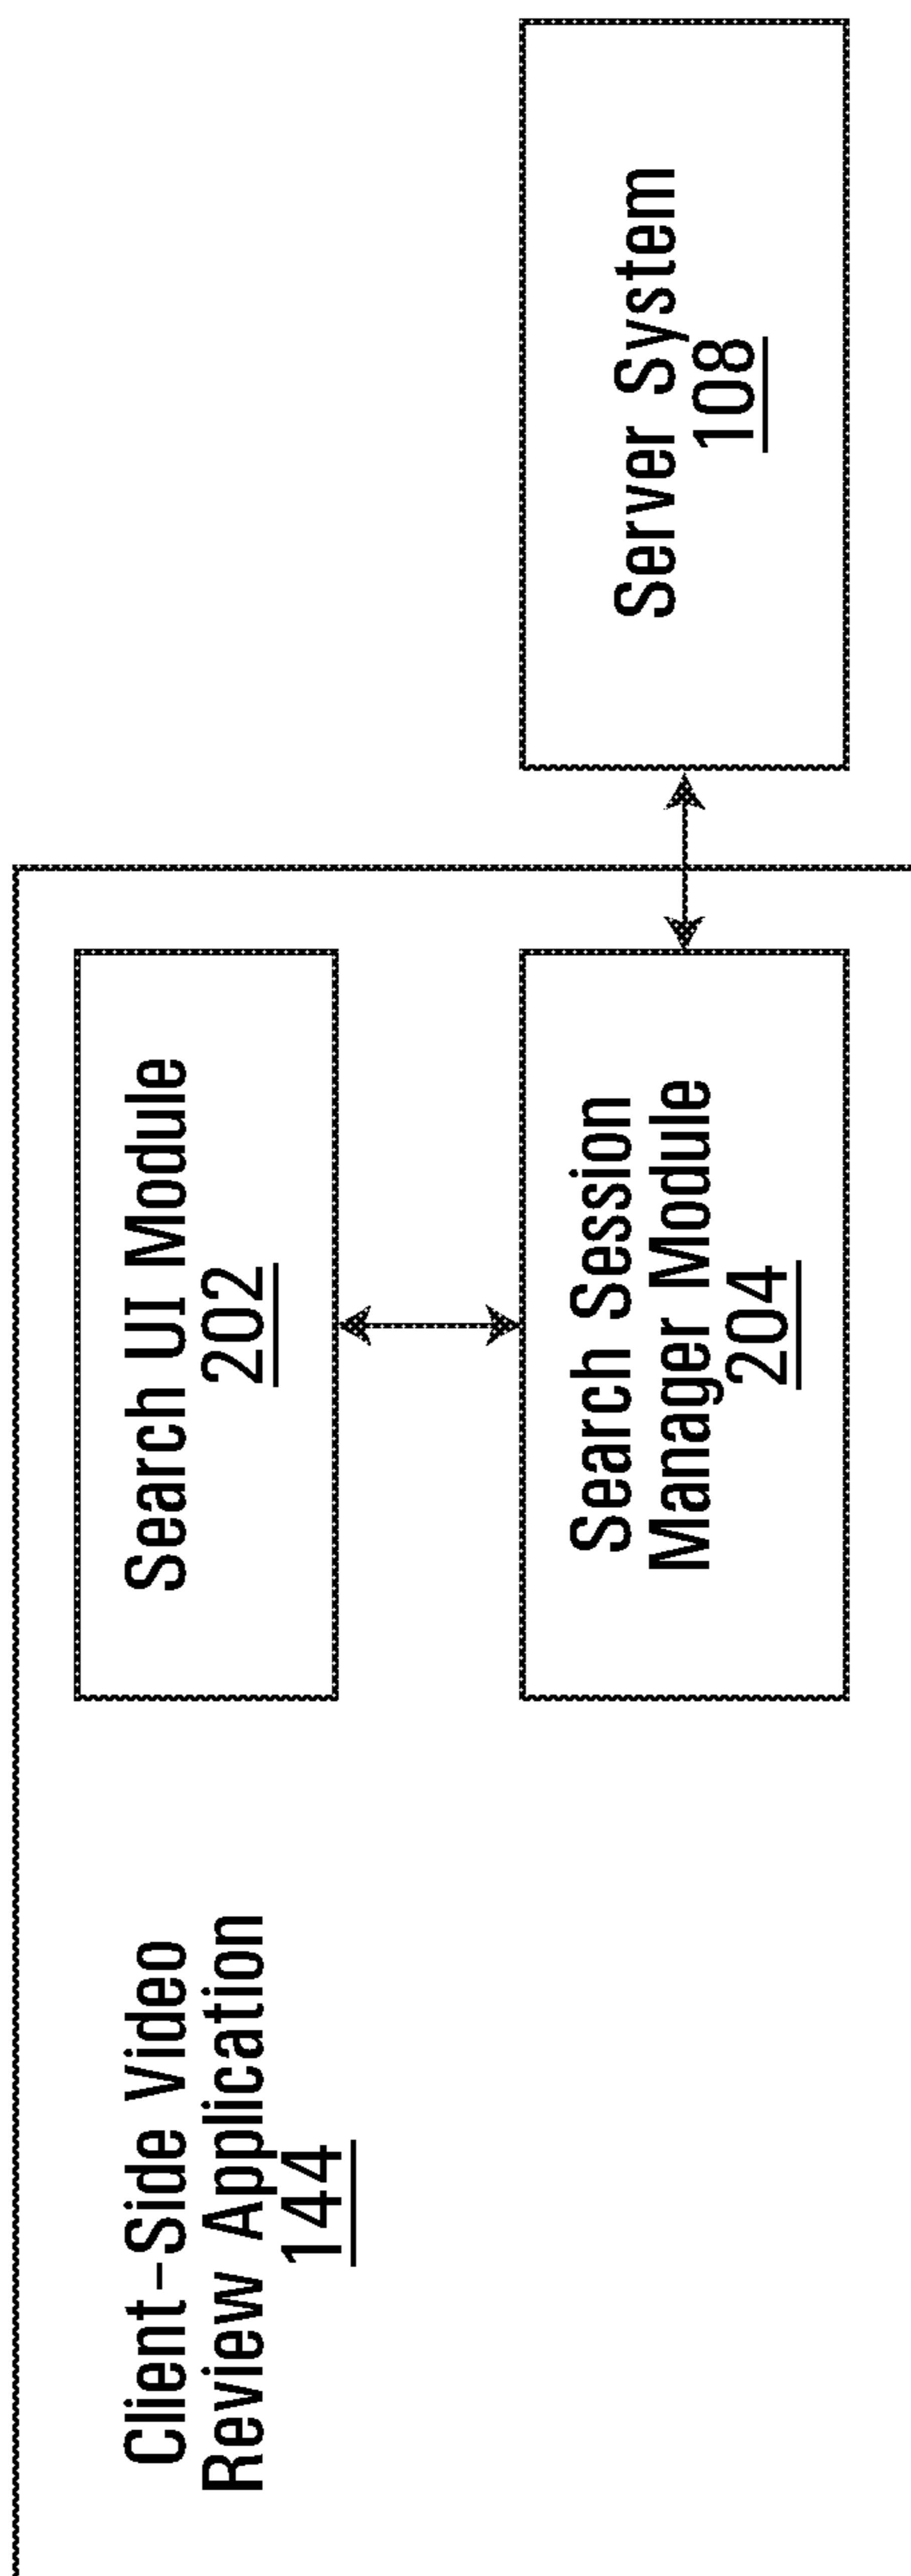 Client-Side Video
Review Application
144
Search UI Module
202
Search Session
Manager Module
204
Server System
108